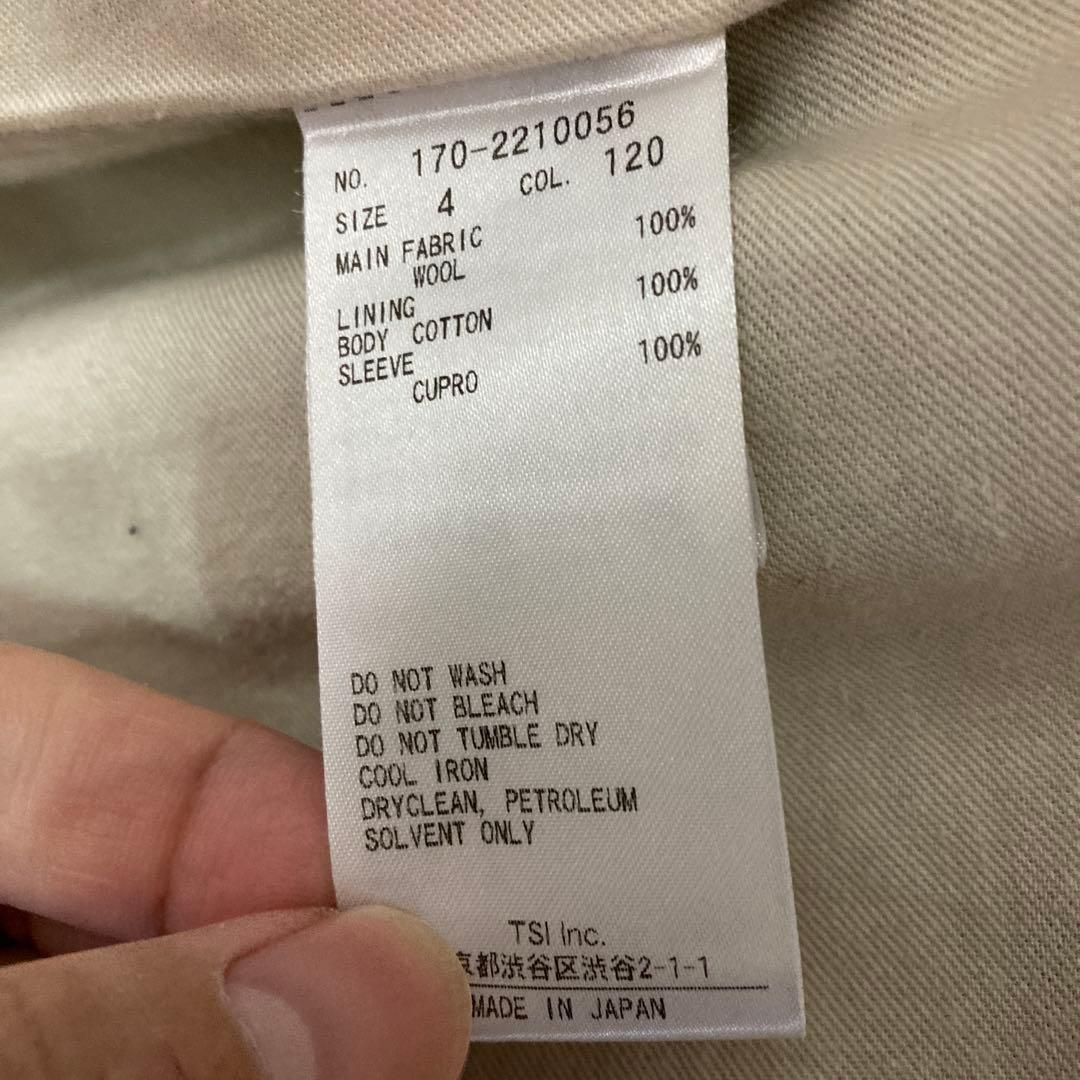 NO. 170-2210056
SIZE 4 COL. 120
MAIN FABRIC 100%
WOOL
LINING
BODY COTTON 100%
SLEEVE 100%
CUPRO
DO NOT WASH
DO NOT BLEACH
DO NOT TUMBLE DRY
COOL IRON
DRYCLEAN, PETROLEUM
SOLVENT ONLY
TSI Inc.
京都渋谷区渋谷2-1-1
MADE IN JAPAN